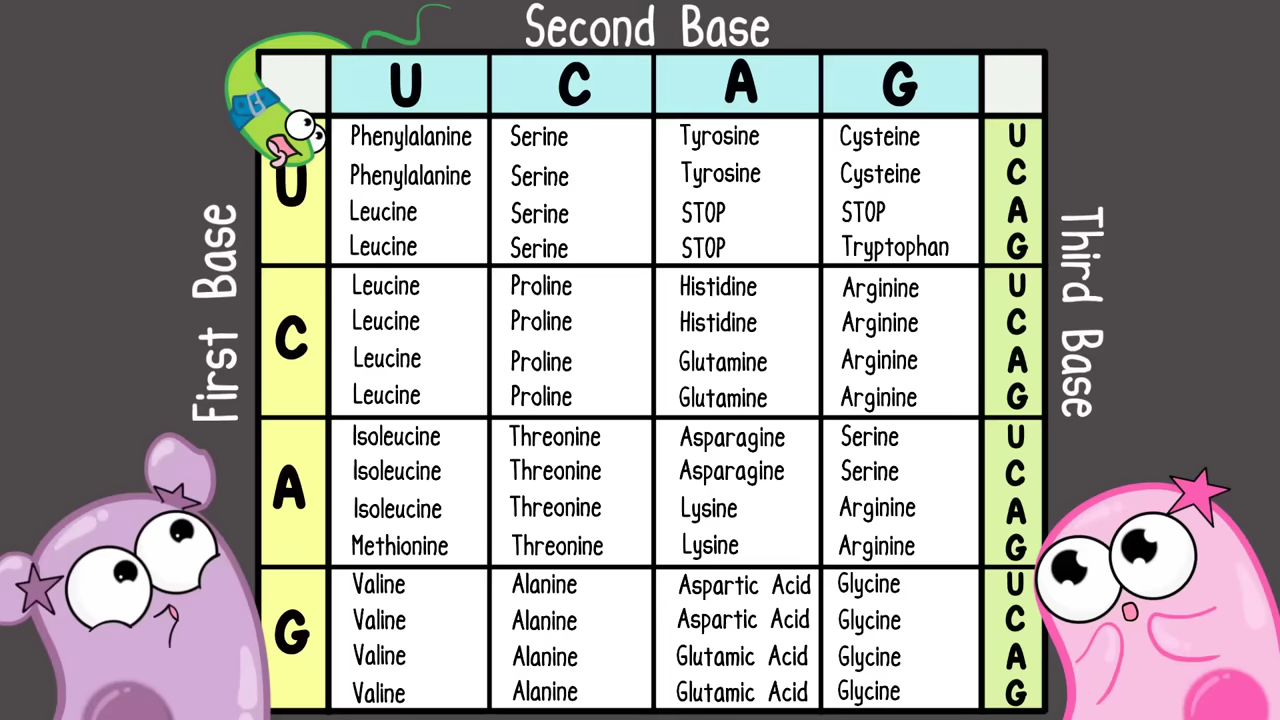 Second Base
U C A G
First Base
Third Base
U
Phenylalanine Serine Tyrosine Cysteine U
Phenylalanine Serine Tyrosine Cysteine C
Leucine Serine STOP STOP A
Leucine Serine STOP Tryptophan G
C
Leucine Proline Histidine Arginine U
Leucine Proline Histidine Arginine C
Leucine Proline Glutamine Arginine A
Leucine Proline Glutamine Arginine G
A
Isoleucine Threonine Asparagine Serine U
Isoleucine Threonine Asparagine Serine C
Isoleucine Threonine Lysine Arginine A
Methionine Threonine Lysine Arginine G
G
Valine Alanine Aspartic Acid Glycine U
Valine Alanine Aspartic Acid Glycine C
Valine Alanine Glutamic Acid Glycine A
Valine Alanine Glutamic Acid Glycine G